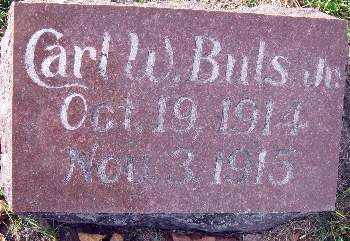 Carl W. Buls Jr.
Oct. 19, 1914
Nov. 3, 1915